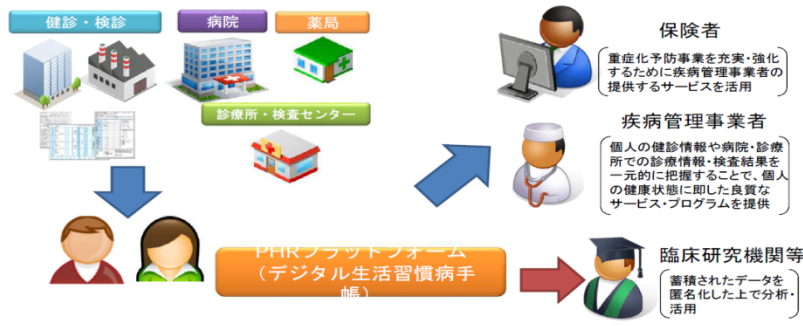 健診・検診
病院
薬局
診療所・検査センター
PHRプラットフォーム
（デジタル生活習慣病手
帳）
保険者
重症化予防事業を充実・強化
するために疾病管理事業者の
提供するサービスを活用
疾病管理事業者
個人の健診情報や病院・診療
所での診療情報・検査結果を
一元的に把握することで、個人
の健康状態に即した良質な
サービス・プログラムを提供
臨床研究機関等
蓄積されたデータを
匿名化した上で分析・
活用